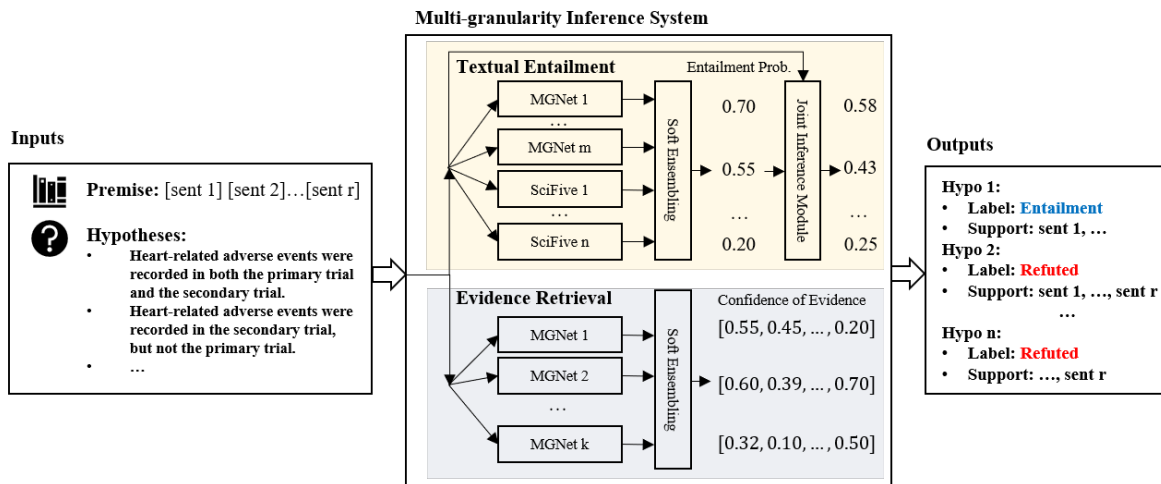 Multi-granularity Inference System
Inputs
Premise: [sent 1] [sent 2]…[sent r]
Hypotheses:
• Heart-related adverse events were
recorded in both the primary trial
and the secondary trial.
• Heart-related adverse events were
recorded in the secondary trial,
but not the primary trial.
• …
Textual Entailment
Entailment Prob.
MGNet 1
…
MGNet m
SciFive 1
…
SciFive n
Soft Ensembling
0.70
0.55
…
0.20
Joint Inference Module
0.58
0.43
…
0.25
Evidence Retrieval
Confidence of Evidence
MGNet 1
MGNet 2
…
MGNet k
Soft Ensembling
[0.55, 0.45, … , 0.20]
[0.60, 0.39, … , 0.70]
[0.32, 0.10, … , 0.50]
Outputs
Hypo 1:
• Label: Entailment
• Support: sent 1, …
Hypo 2:
• Label: Refuted
• Support: sent 1, …, sent r
…
Hypo n:
• Label: Refuted
• Support: …, sent r